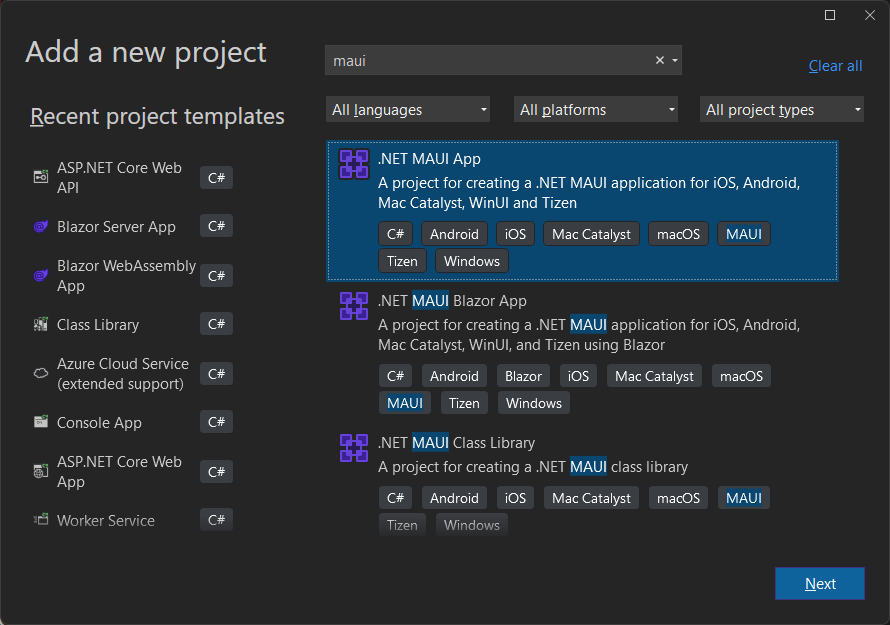 Add a new project
maui
Clear all
All languages
All platforms
All project types
Recent project templates
ASP.NET Core Web
API
C#
Blazor Server App
C#
Blazor WebAssembly
App
C#
Class Library
C#
Azure Cloud Service
(extended support)
C#
Console App
C#
ASP.NET Core Web
App
C#
Worker Service
C#
.NET MAUI App
A project for creating a .NET MAUI application for iOS, Android,
Mac Catalyst, WinUI and Tizen
C# Android iOS Mac Catalyst macOS MAUI
Tizen Windows
.NET MAUI Blazor App
A project for creating a .NET MAUI application for iOS, Android,
Mac Catalyst, WinUI, and Tizen using Blazor
C# Android Blazor iOS Mac Catalyst macOS
MAUI Tizen Windows
.NET MAUI Class Library
A project for creating a .NET MAUI class library
C# Android iOS Mac Catalyst macOS MAUI
Tizen Windows
Next